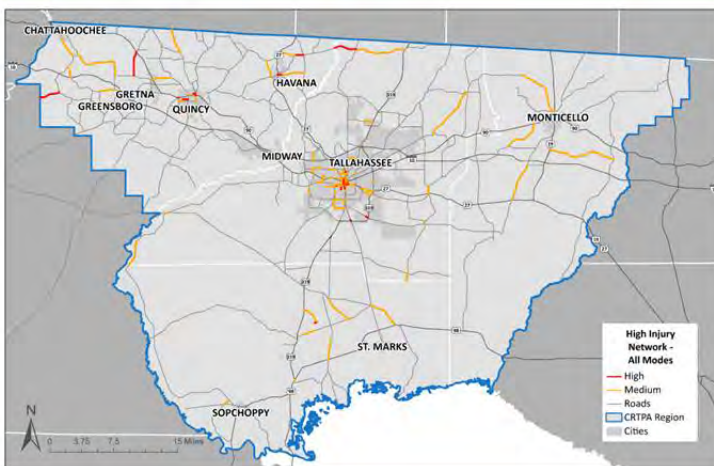 CHATTAHOOCHEE
HAVANA
GRETNA
GREENSBORO
QUINCY
MONTICELLO
MIDWAY
TALLAHASSEE
ST. MARKS
SOPCHOPPY
N
0 3.75 7.5 15 Miles
High Injury
Network -
All Modes
High
Medium
Roads
CRTPA Region
Cities